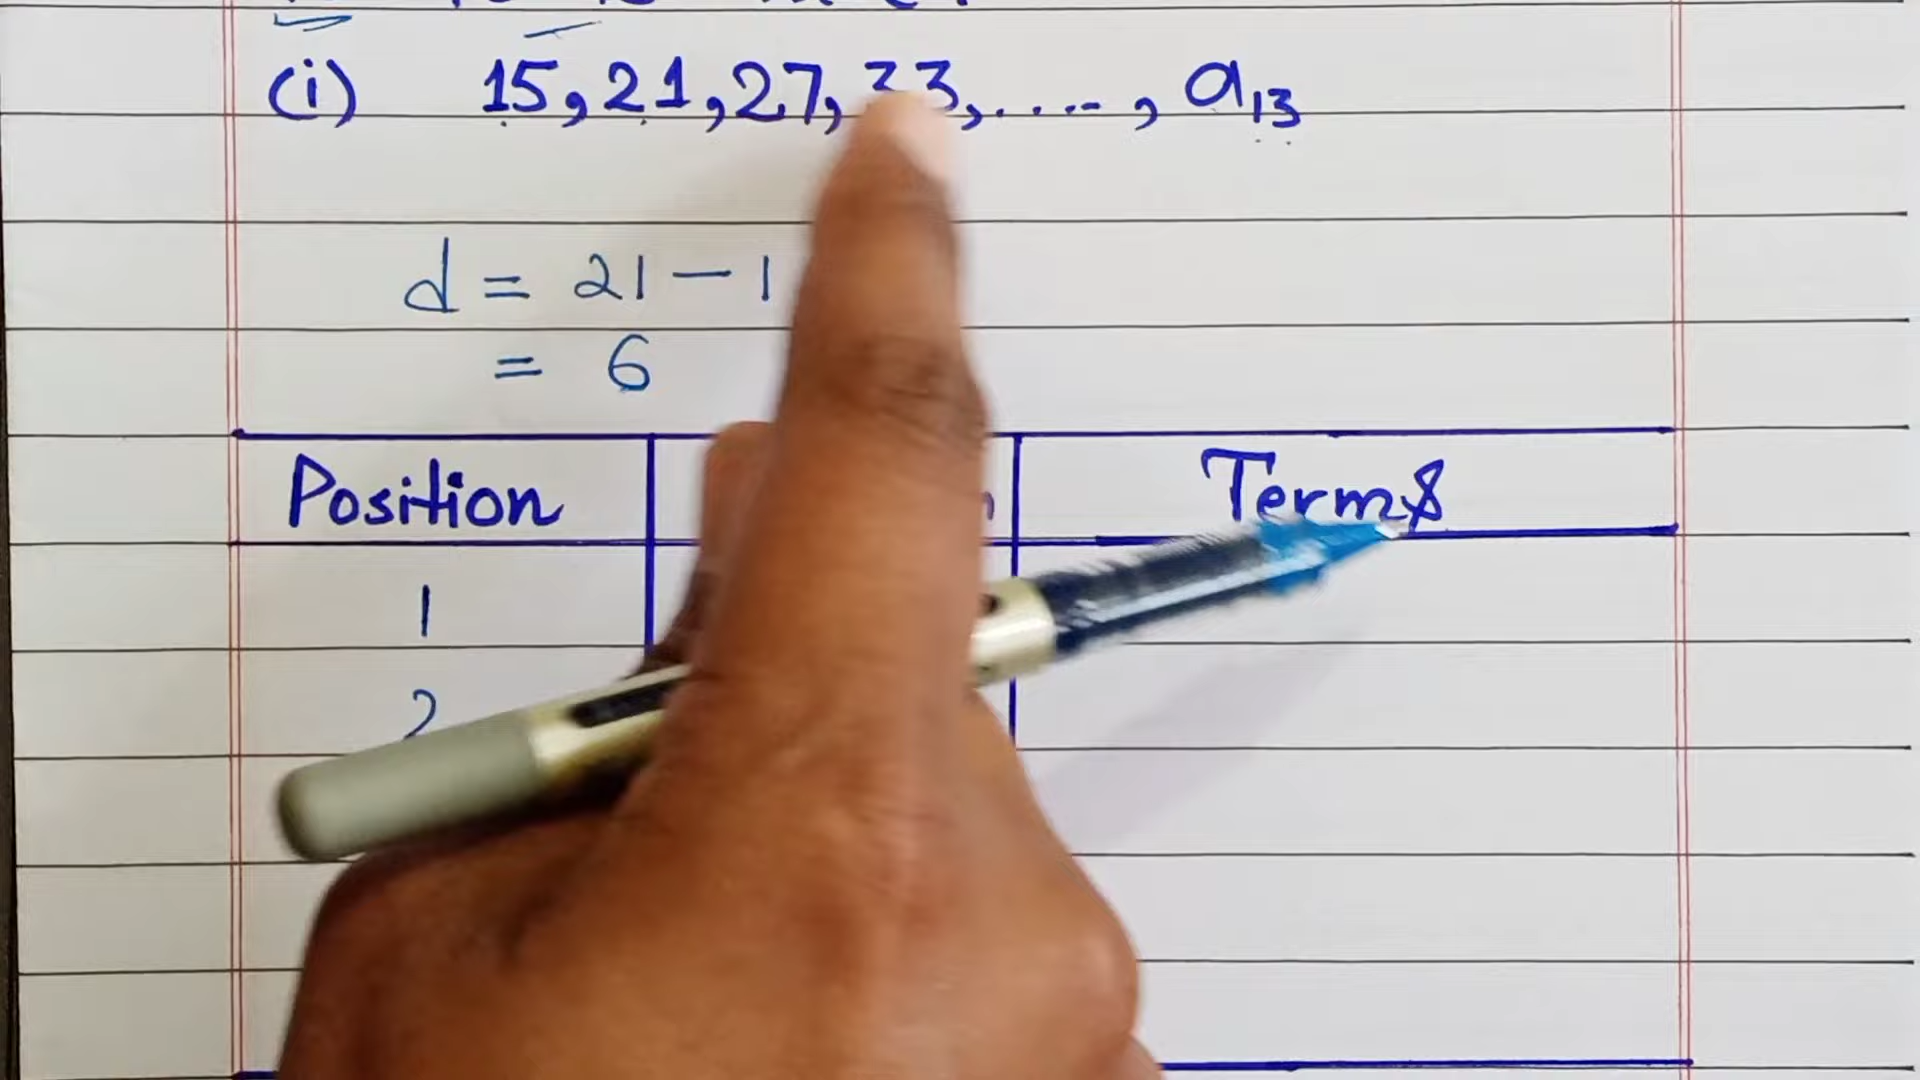 (i) 15, 21, 27, 33, ...., a13
d = 21 - 1
= 6
Position Terms
1
2